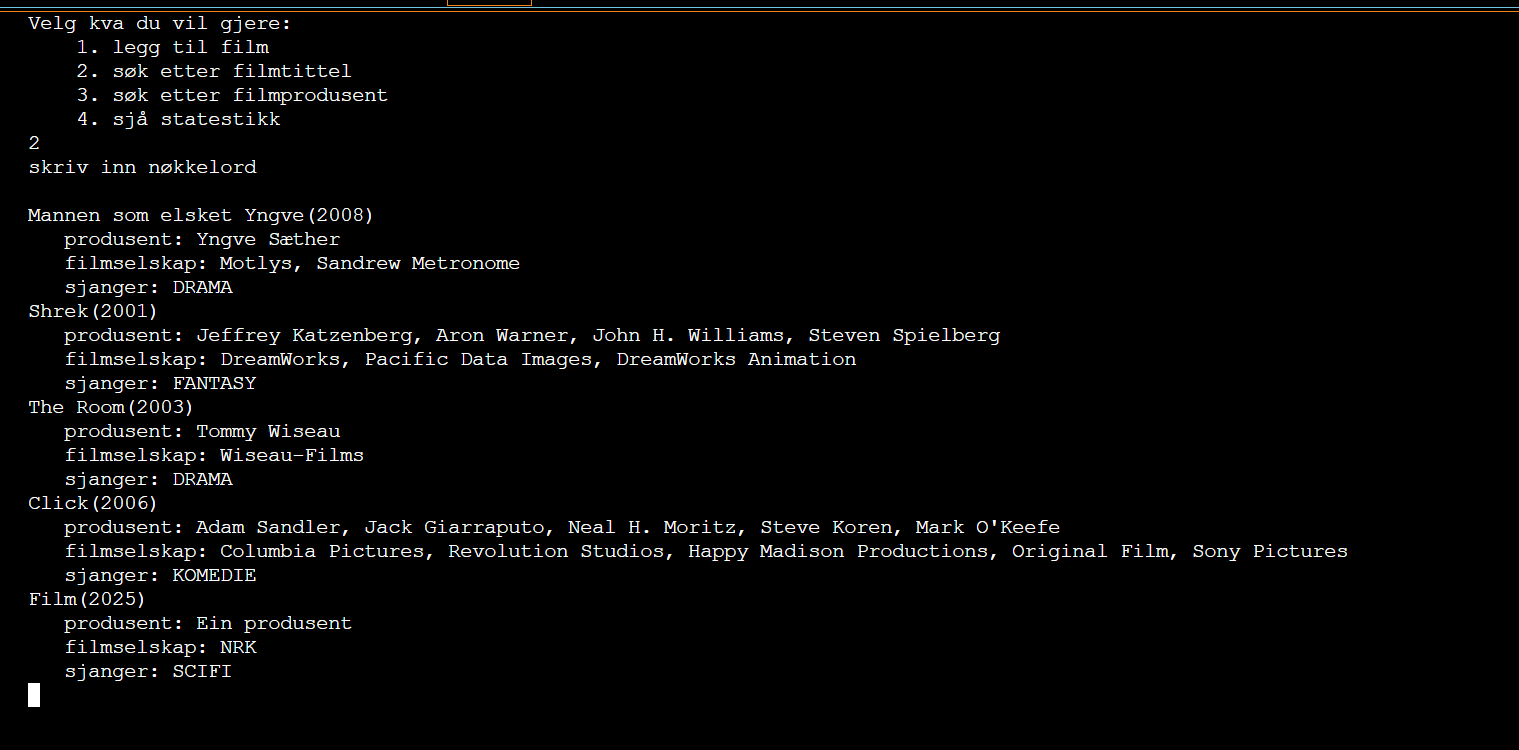 Velg kva du vil gjere:
1. legg til film
2. søk etter filmtittel
3. søk etter filmprodusent
4. sjå statestikk
2
skriv inn nøkkelord
Mannen som elsket Yngve(2008)
produsent: Yngve Sæther
filmselskap: Motlys, Sandrew Metronome
sjanger: DRAMA
Shrek(2001)
produsent: Jeffrey Katzenberg, Aron Warner, John H. Williams, Steven Spielberg
filmselskap: DreamWorks, Pacific Data Images, DreamWorks Animation
sjanger: FANTASY
The Room(2003)
produsent: Tommy Wiseau
filmselskap: Wiseau-Films
sjanger: DRAMA
Click(2006)
produsent: Adam Sandler, Jack Giarraputo, Neal H. Moritz, Steve Koren, Mark O'Keefe
filmselskap: Columbia Pictures, Revolution Studios, Happy Madison Productions, Original Film, Sony Pictures
sjanger: KOMEDIE
Film(2025)
produsent: Ein produsent
filmselskap: NRK
sjanger: SCIFI